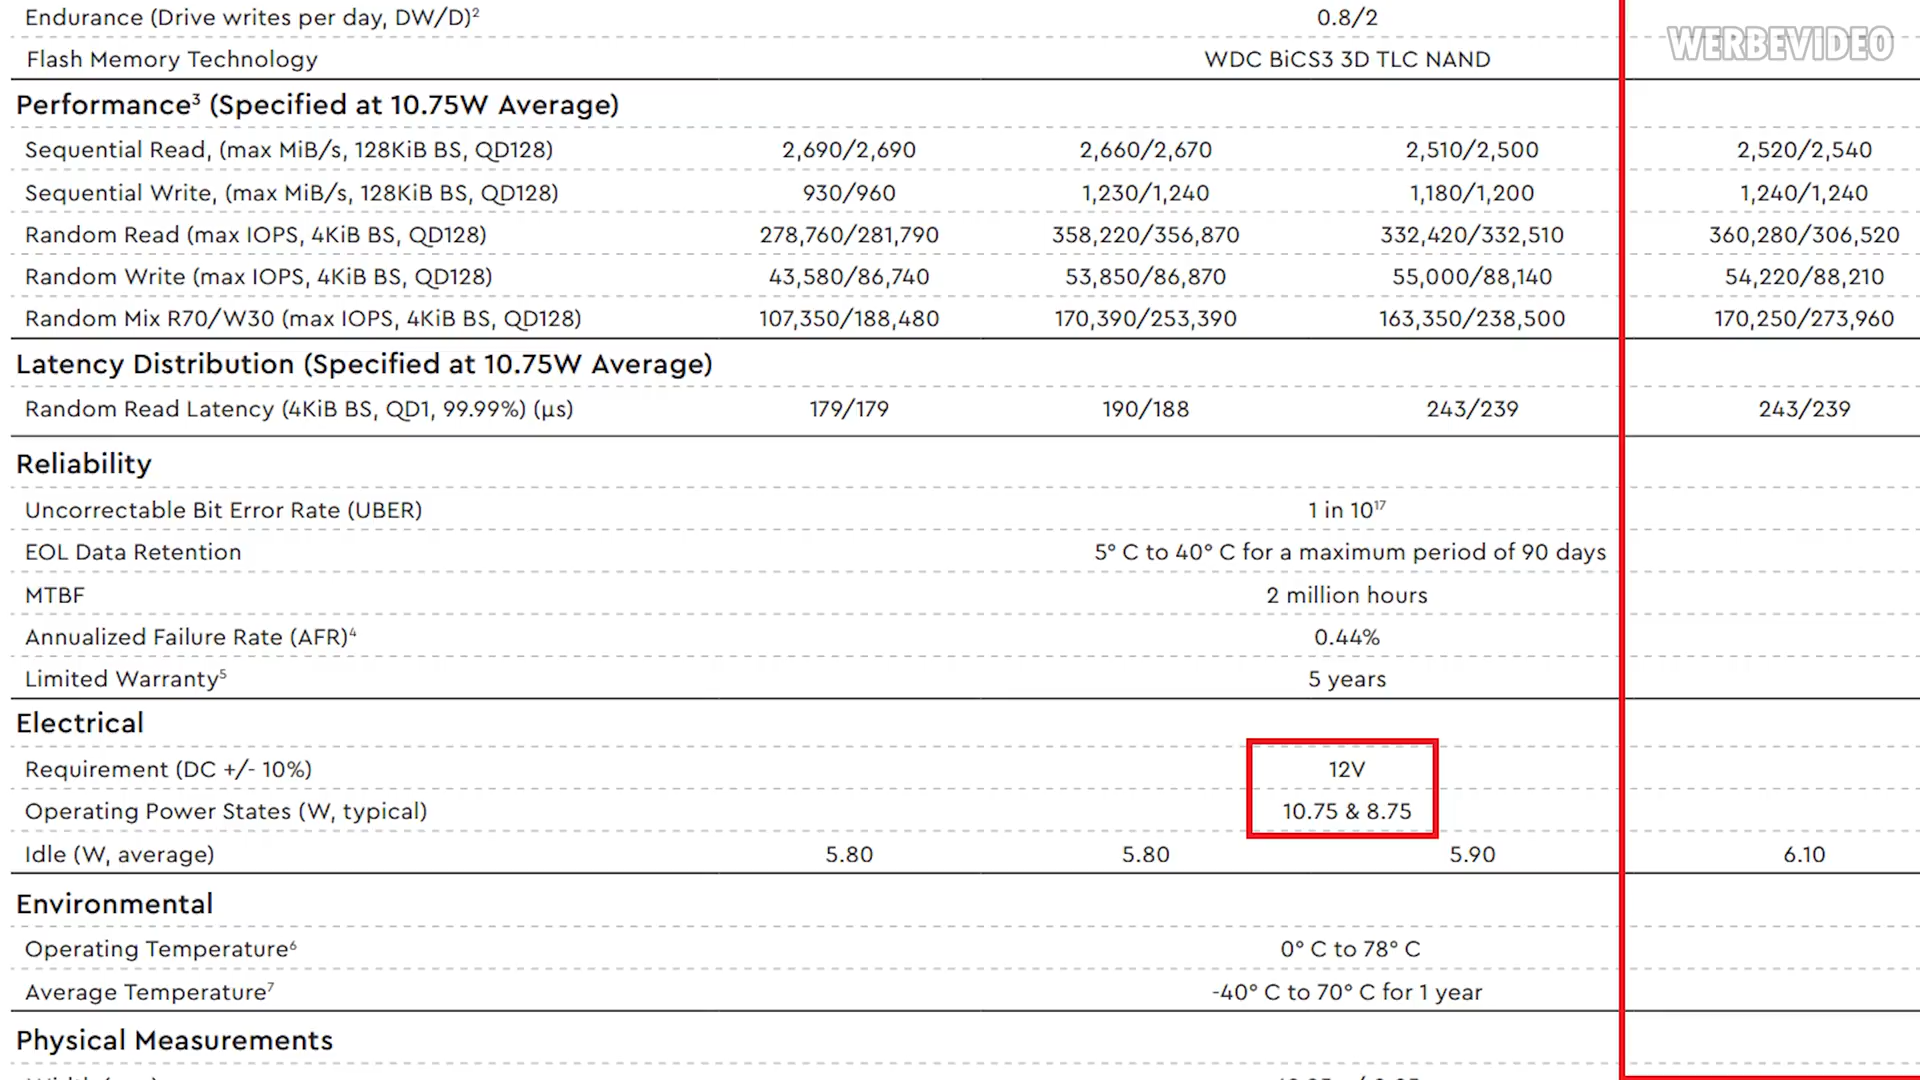 Endurance (Drive writes per day, DW/D)² 0.8/2
WERBEVIDEO
Flash Memory Technology WDC BiCS3 3D TLC NAND
Performance³ (Specified at 10.75W Average)
Sequential Read, (max MiB/s, 128KiB BS, QD128) 2,690/2,690 2,660/2,670 2,510/2,500 2,520/2,540
Sequential Write, (max MiB/s, 128KiB BS, QD128) 930/960 1,230/1,240 1,180/1,200 1,240/1,240
Random Read (max IOPS, 4KiB BS, QD128) 278,760/281,790 358,220/356,870 332,420/332,510 360,280/306,520
Random Write (max IOPS, 4KiB BS, QD128) 43,580/86,740 53,850/86,870 55,000/88,140 54,220/88,210
Random Mix R70/W30 (max IOPS, 4KiB BS, QD128) 107,350/188,480 170,390/253,390 163,350/238,500 170,250/273,960
Latency Distribution (Specified at 10.75W Average)
Random Read Latency (4KiB BS, QD1, 99.99%) (µs) 179/179 190/188 243/239 243/239
Reliability
Uncorrectable Bit Error Rate (UBER) 1 in 10¹⁷
EOL Data Retention 5° C to 40° C for a maximum period of 90 days
MTBF 2 million hours
Annualized Failure Rate (AFR)⁴ 0.44%
Limited Warranty⁵ 5 years
Electrical
Requirement (DC +/- 10%) 12V
Operating Power States (W, typical) 10.75 & 8.75
Idle (W, average) 5.80 5.80 5.90 6.10
Environmental
Operating Temperature⁶ 0° C to 78° C
Average Temperature⁷ -40° C to 70° C for 1 year
Physical Measurements